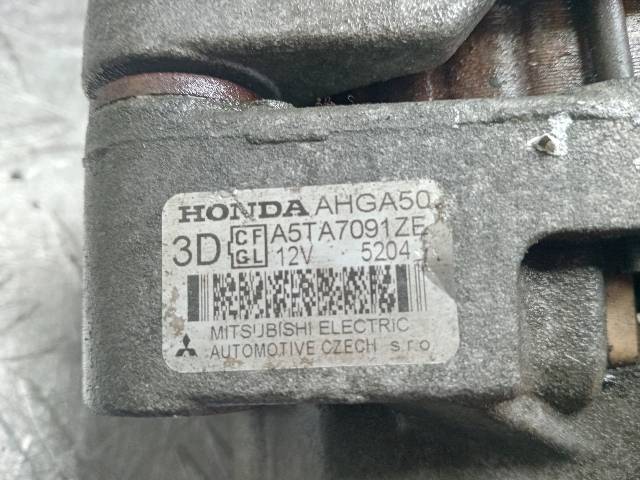 HONDA AHGA50
3D CF GL A5TA7091ZE
12V 5204
MITSUBISHI ELECTRIC
AUTOMOTIVE CZECH s.r.o